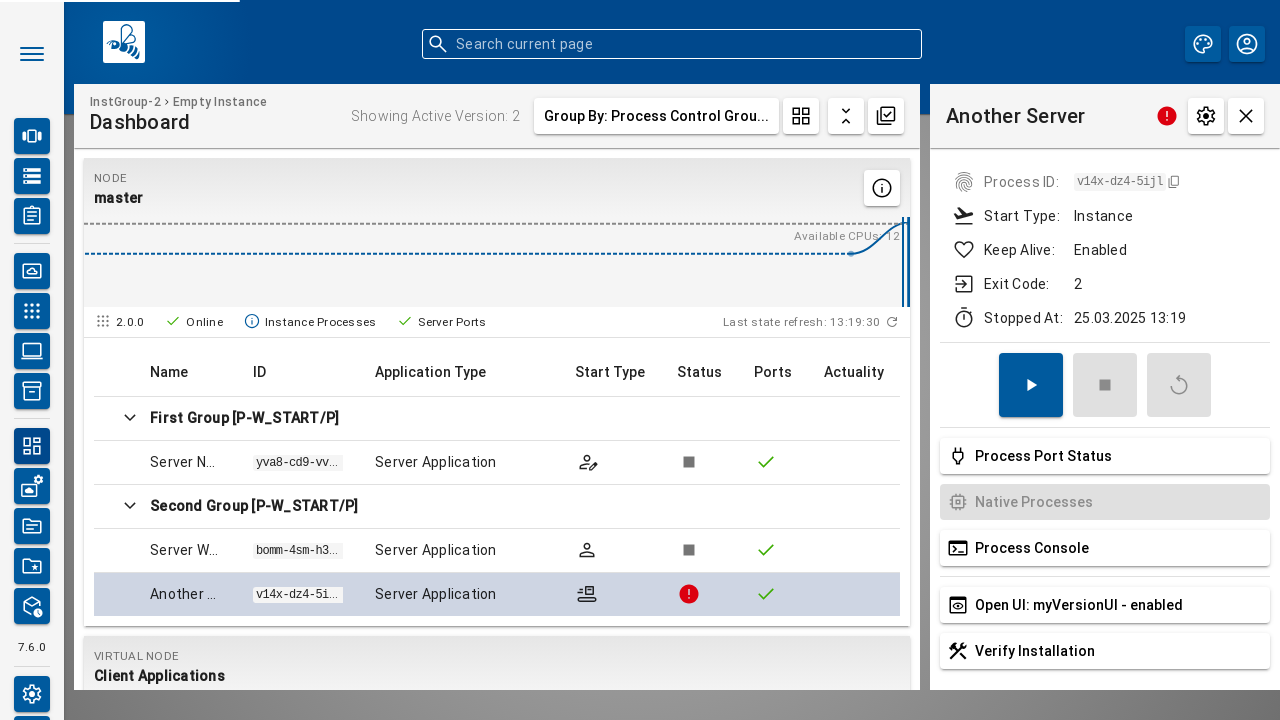 Search current page
InstGroup-2 › Empty Instance
Dashboard
Showing Active Version: 2
Group By: Process Control Grou...
NODE
master
Available CPUs: 12
2.0.0
Online
Instance Processes
Server Ports
Last state refresh: 13:19:30
Name ID Application Type Start Type Status Ports Actuality
First Group [P-W_START/P]
Server N... yva8-cd9-vv... Server Application
Second Group [P-W_START/P]
Server W... bomm-4sm-h3... Server Application
Another ... v14x-dz4-5i... Server Application
VIRTUAL NODE
Client Applications
7.6.0
Another Server
Process ID: v14x-dz4-5ijl
Start Type: Instance
Keep Alive: Enabled
Exit Code: 2
Stopped At: 25.03.2025 13:19
Process Port Status
Native Processes
Process Console
Open UI: myVersionUI - enabled
Verify Installation